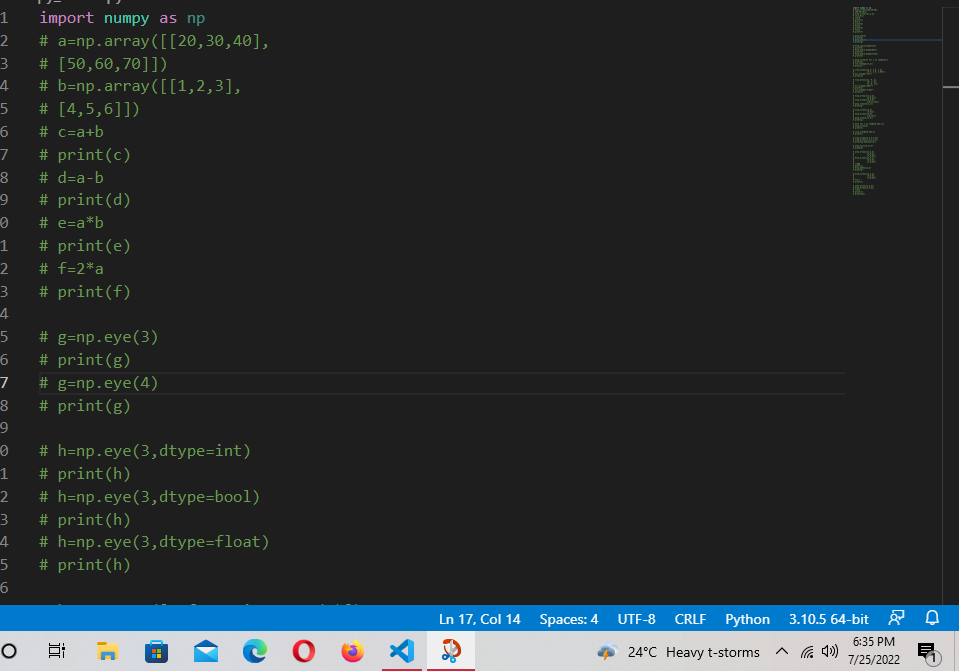 1 import numpy as np
2 # a=np.array([[20,30,40],
3 # [50,60,70]])
4 # b=np.array([[1,2,3],
5 # [4,5,6]])
6 # c=a+b
7 # print(c)
8 # d=a-b
9 # print(d)
0 # e=a*b
1 # print(e)
2 # f=2*a
3 # print(f)
4
5 # g=np.eye(3)
6 # print(g)
7 # g=np.eye(4)
8 # print(g)
9
0 # h=np.eye(3,dtype=int)
1 # print(h)
2 # h=np.eye(3,dtype=bool)
3 # print(h)
4 # h=np.eye(3,dtype=float)
5 # print(h)
6
Ln 17, Col 14 Spaces: 4 UTF-8 CRLF Python 3.10.5 64-bit
24°C Heavy t-storms
6:35 PM
7/25/2022
1